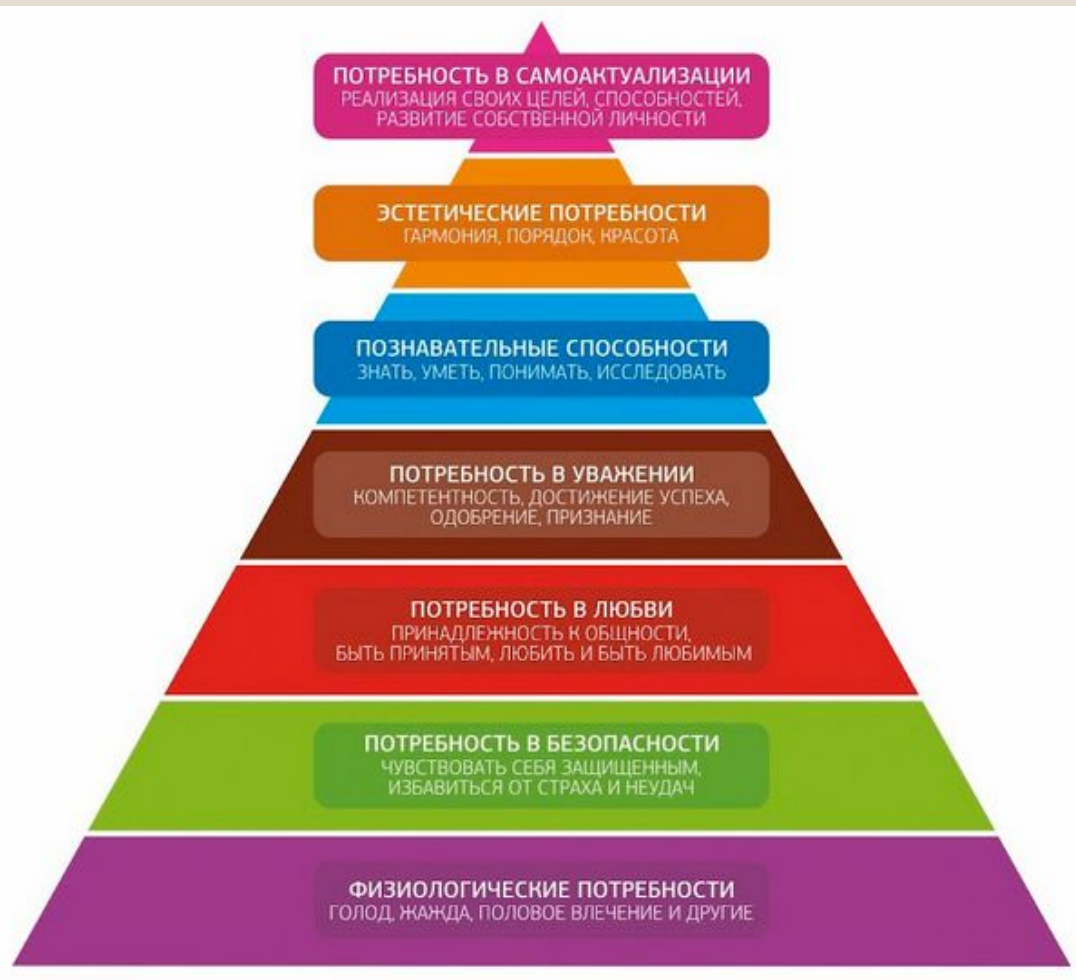 ПОТРЕБНОСТЬ В САМОАКТУАЛИЗАЦИИ
РЕАЛИЗАЦИЯ СВОИХ ЦЕЛЕЙ, СПОСОБНОСТЕЙ,
РАЗВИТИЕ СОБСТВЕННОЙ ЛИЧНОСТИ
ЭСТЕТИЧЕСКИЕ ПОТРЕБНОСТИ
ГАРМОНИЯ, ПОРЯДОК, КРАСОТА
ПОЗНАВАТЕЛЬНЫЕ СПОСОБНОСТИ
ЗНАТЬ, УМЕТЬ, ПОНИМАТЬ, ИССЛЕДОВАТЬ
ПОТРЕБНОСТЬ В УВАЖЕНИИ
КОМПЕТЕНТНОСТЬ, ДОСТИЖЕНИЕ УСПЕХА,
ОДОБРЕНИЕ, ПРИЗНАНИЕ
ПОТРЕБНОСТЬ В ЛЮБВИ
ПРИНАДЛЕЖНОСТЬ К ОБЩНОСТИ,
БЫТЬ ПРИНЯТЫМ, ЛЮБИТЬ И БЫТЬ ЛЮБИМЫМ
ПОТРЕБНОСТЬ В БЕЗОПАСНОСТИ
ЧУВСТВОВАТЬ СЕБЯ ЗАЩИЩЕННЫМ,
ИЗБАВИТЬСЯ ОТ СТРАХА И НЕУДАЧ
ФИЗИОЛОГИЧЕСКИЕ ПОТРЕБНОСТИ
ГОЛОД, ЖАЖДА, ПОЛОВОЕ ВЛЕЧЕНИЕ И ДРУГИЕ